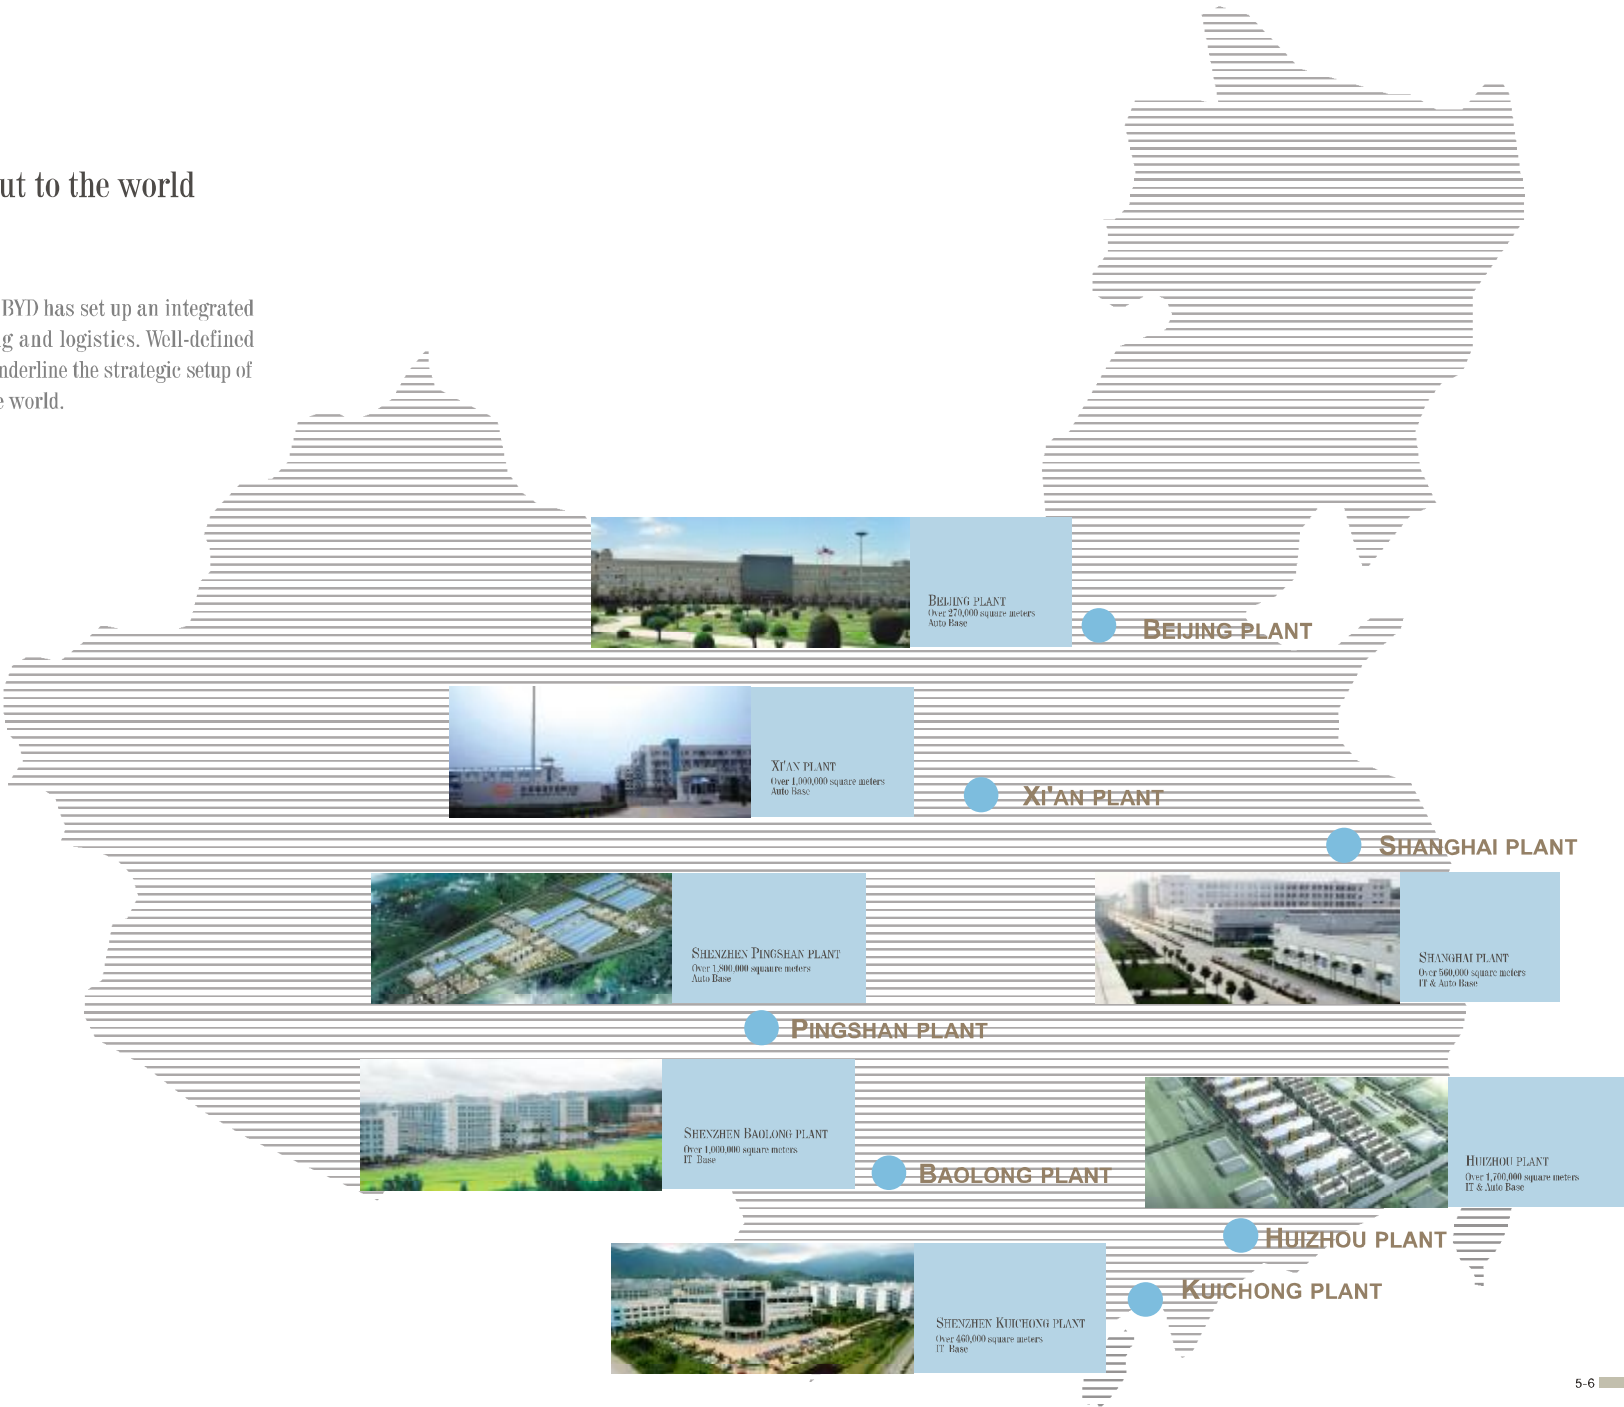 ut to the world
BYD has set up an integrated
g and logistics. Well-defined
nderline the strategic setup of
e world.
BEIJING PLANT
Over 270,000 square meters
Auto Base
BEIJING PLANT
XI'AN PLANT
Over 1,000,000 square meters
Auto Base
XI'AN PLANT
SHANGHAI PLANT
SHENZHEN PINGSHAN PLANT
Over 1,800,000 squaure meters
Auto Base
SHANGHAI PLANT
Over 560,000 square meters
IT & Auto Base
PINGSHAN PLANT
SHENZHEN BAOLONG PLANT
Over 1,000,000 square meters
IT Base
BAOLONG PLANT
HUIZHOU PLANT
Over 1,700,000 square meters
IT & Auto Base
HUIZHOU PLANT
KUICHONG PLANT
SHENZHEN KUICHONG PLANT
Over 460,000 square meters
IT Base
5-6